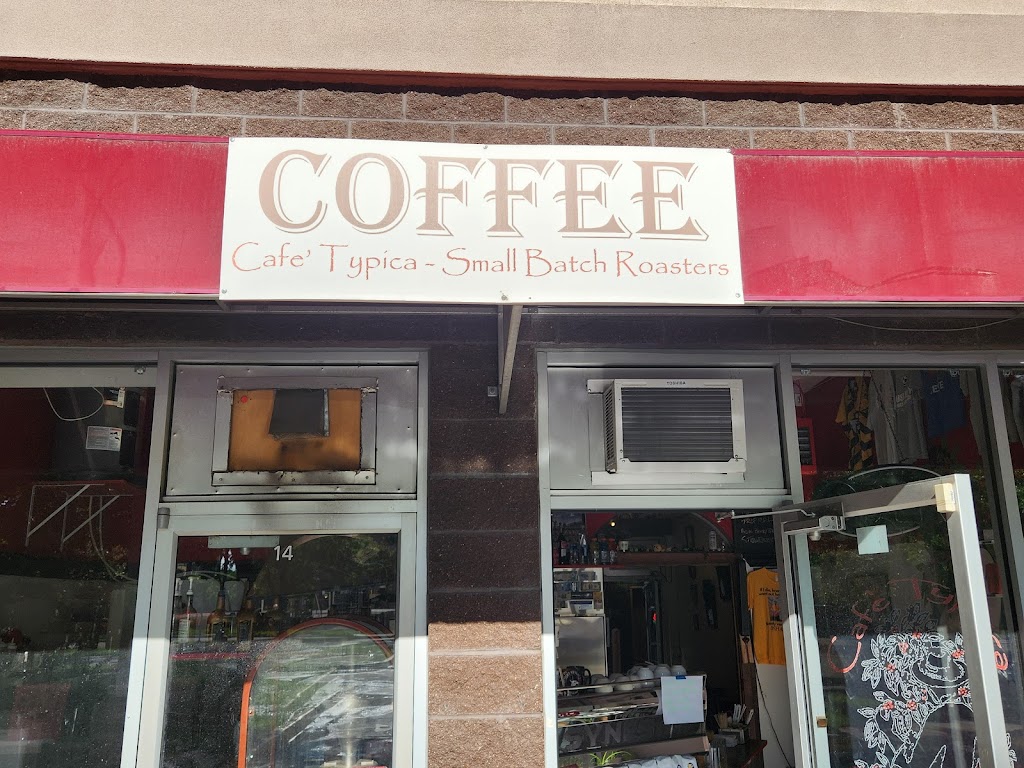 COFFEE
Cafe' Typica - Small Batch Roasters
TOSHIBA
14